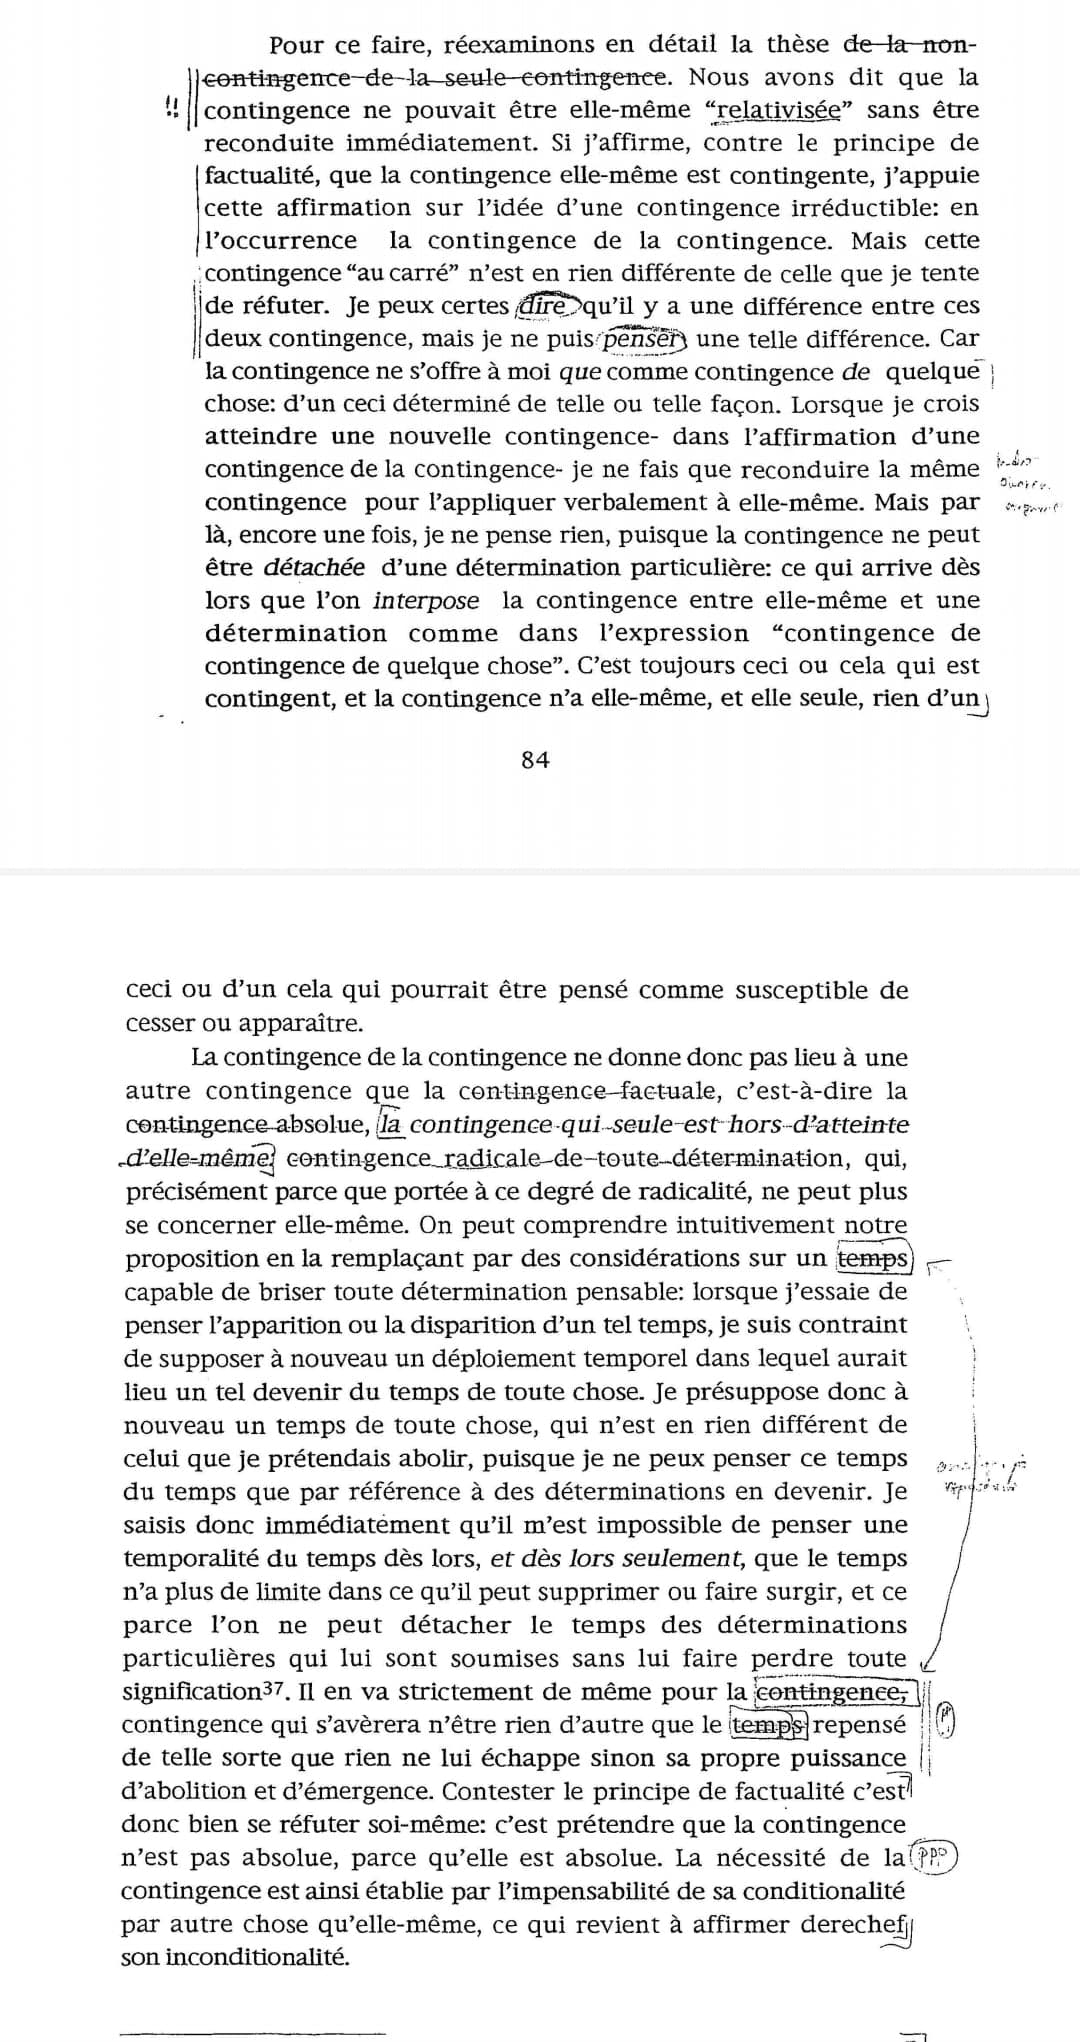 Pour ce faire, réexaminons en détail la thèse de la non-
contingence de la seule contingence. Nous avons dit que la
!! contingence ne pouvait être elle-même “relativisée” sans être
reconduite immédiatement. Si j’affirme, contre le principe de
factualité, que la contingence elle-même est contingente, j’appuie
cette affirmation sur l’idée d’une contingence irréductible: en
l’occurrence la contingence de la contingence. Mais cette
contingence “au carré” n’est en rien différente de celle que je tente
de réfuter. Je peux certes dire qu’il y a une différence entre ces
deux contingence, mais je ne puis penser une telle différence. Car
la contingence ne s’offre à moi que comme contingence de quelque
chose: d’un ceci déterminé de telle ou telle façon. Lorsque je crois
atteindre une nouvelle contingence- dans l’affirmation d’une
contingence de la contingence- je ne fais que reconduire la même
contingence pour l’appliquer verbalement à elle-même. Mais par
là, encore une fois, je ne pense rien, puisque la contingence ne peut
être détachée d’une détermination particulière: ce qui arrive dès
lors que l’on interpose la contingence entre elle-même et une
détermination comme dans l’expression “contingence de
contingence de quelque chose”. C’est toujours ceci ou cela qui est
contingent, et la contingence n’a elle-même, et elle seule, rien d’un
84
ceci ou d’un cela qui pourrait être pensé comme susceptible de
cesser ou apparaître.
La contingence de la contingence ne donne donc pas lieu à une
autre contingence que la contingence factuale, c’est-à-dire la
contingence absolue, la contingence qui seule est hors d’atteinte
d’elle-même: contingence radicale de toute détermination, qui,
précisément parce que portée à ce degré de radicalité, ne peut plus
se concerner elle-même. On peut comprendre intuitivement notre
proposition en la remplaçant par des considérations sur un temps
capable de briser toute détermination pensable: lorsque j’essaie de
penser l’apparition ou la disparition d’un tel temps, je suis contraint
de supposer à nouveau un déploiement temporel dans lequel aurait
lieu un tel devenir du temps de toute chose. Je présuppose donc à
nouveau un temps de toute chose, qui n’est en rien différent de
celui que je prétendais abolir, puisque je ne peux penser ce temps
du temps que par référence à des déterminations en devenir. Je
saisis donc immédiatement qu’il m’est impossible de penser une
temporalité du temps dès lors, et dès lors seulement, que le temps
n’a plus de limite dans ce qu’il peut supprimer ou faire surgir, et ce
parce l’on ne peut détacher le temps des déterminations
particulières qui lui sont soumises sans lui faire perdre toute
signification37. Il en va strictement de même pour la contingence,
contingence qui s’avèrera n’être rien d’autre que le temps repensé
de telle sorte que rien ne lui échappe sinon sa propre puissance
d’abolition et d’émergence. Contester le principe de factualité c’est
donc bien se réfuter soi-même: c’est prétendre que la contingence
n’est pas absolue, parce qu’elle est absolue. La nécessité de la PPP
contingence est ainsi établie par l’impensabilité de sa conditionalité
par autre chose qu’elle-même, ce qui revient à affirmer derechef
son inconditionalité.